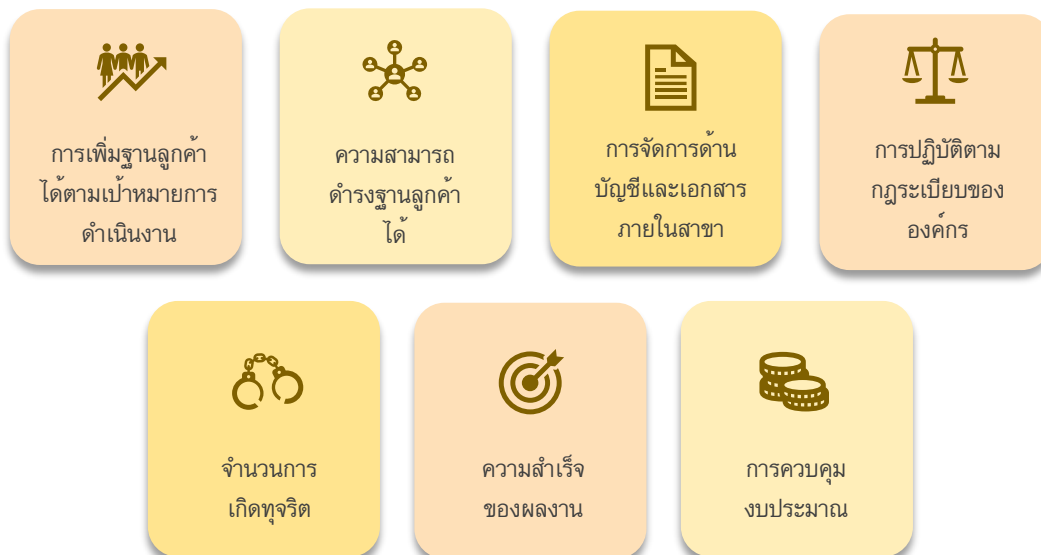 การเพิ่มฐานลูกค้า
ได้ตามเป้าหมายการ
ดำเนินงาน
ความสามารถ
ดำรงฐานลูกค้า
ได้
การจัดการด้าน
บัญชีและเอกสาร
ภายในสาขา
การปฏิบัติตาม
กฎระเบียบของ
องค์กร
จำนวนการ
เกิดทุจริต
ความสำเร็จ
ของผลงาน
การควบคุม
งบประมาณ